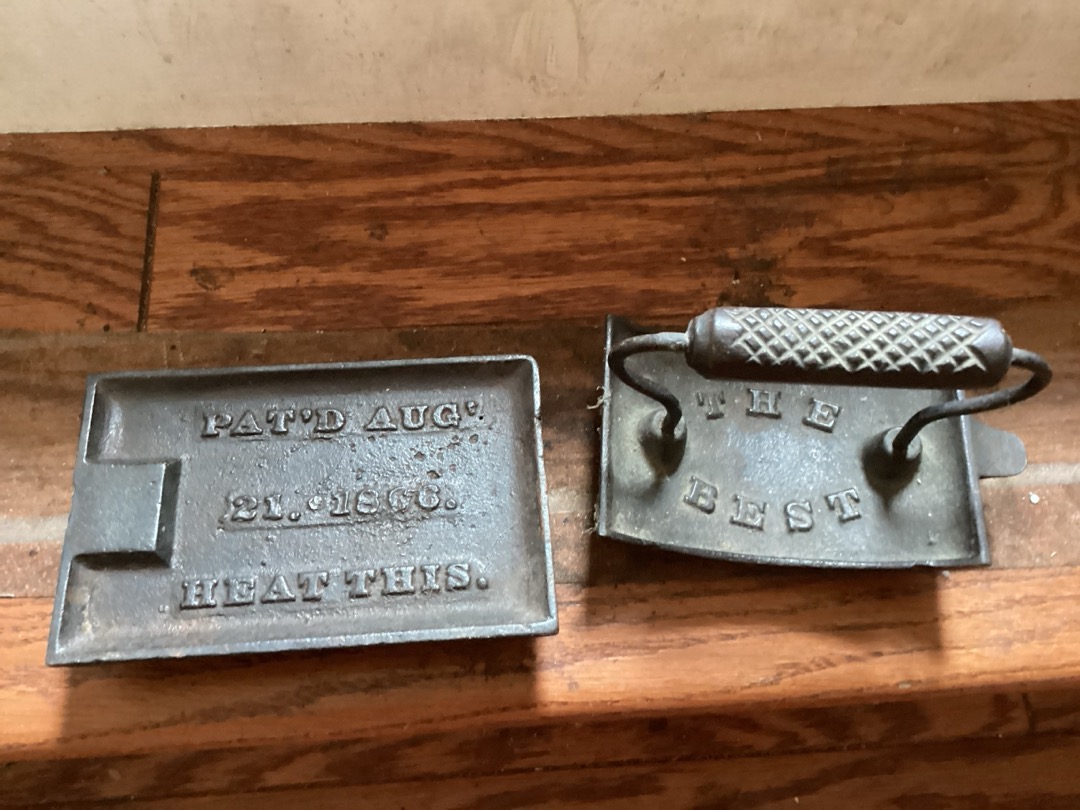 PAT'D AUG'
21. 1866.
HEAT THIS.
THE
BEST